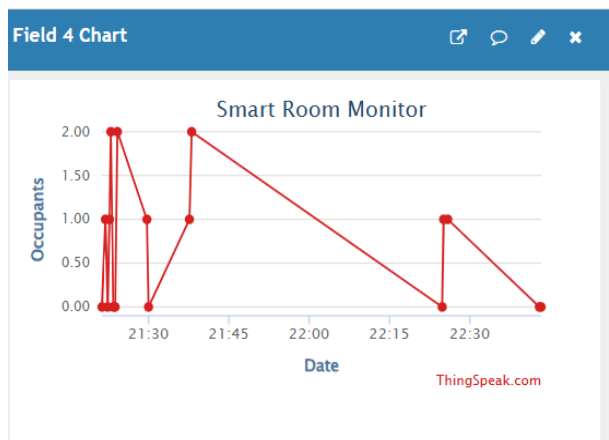 Field 4 Chart
Smart Room Monitor
2.00
1.50
1.00
0.50
0.00
Occupants
21:30 21:45 22:00 22:15 22:30
Date
ThingSpeak.com